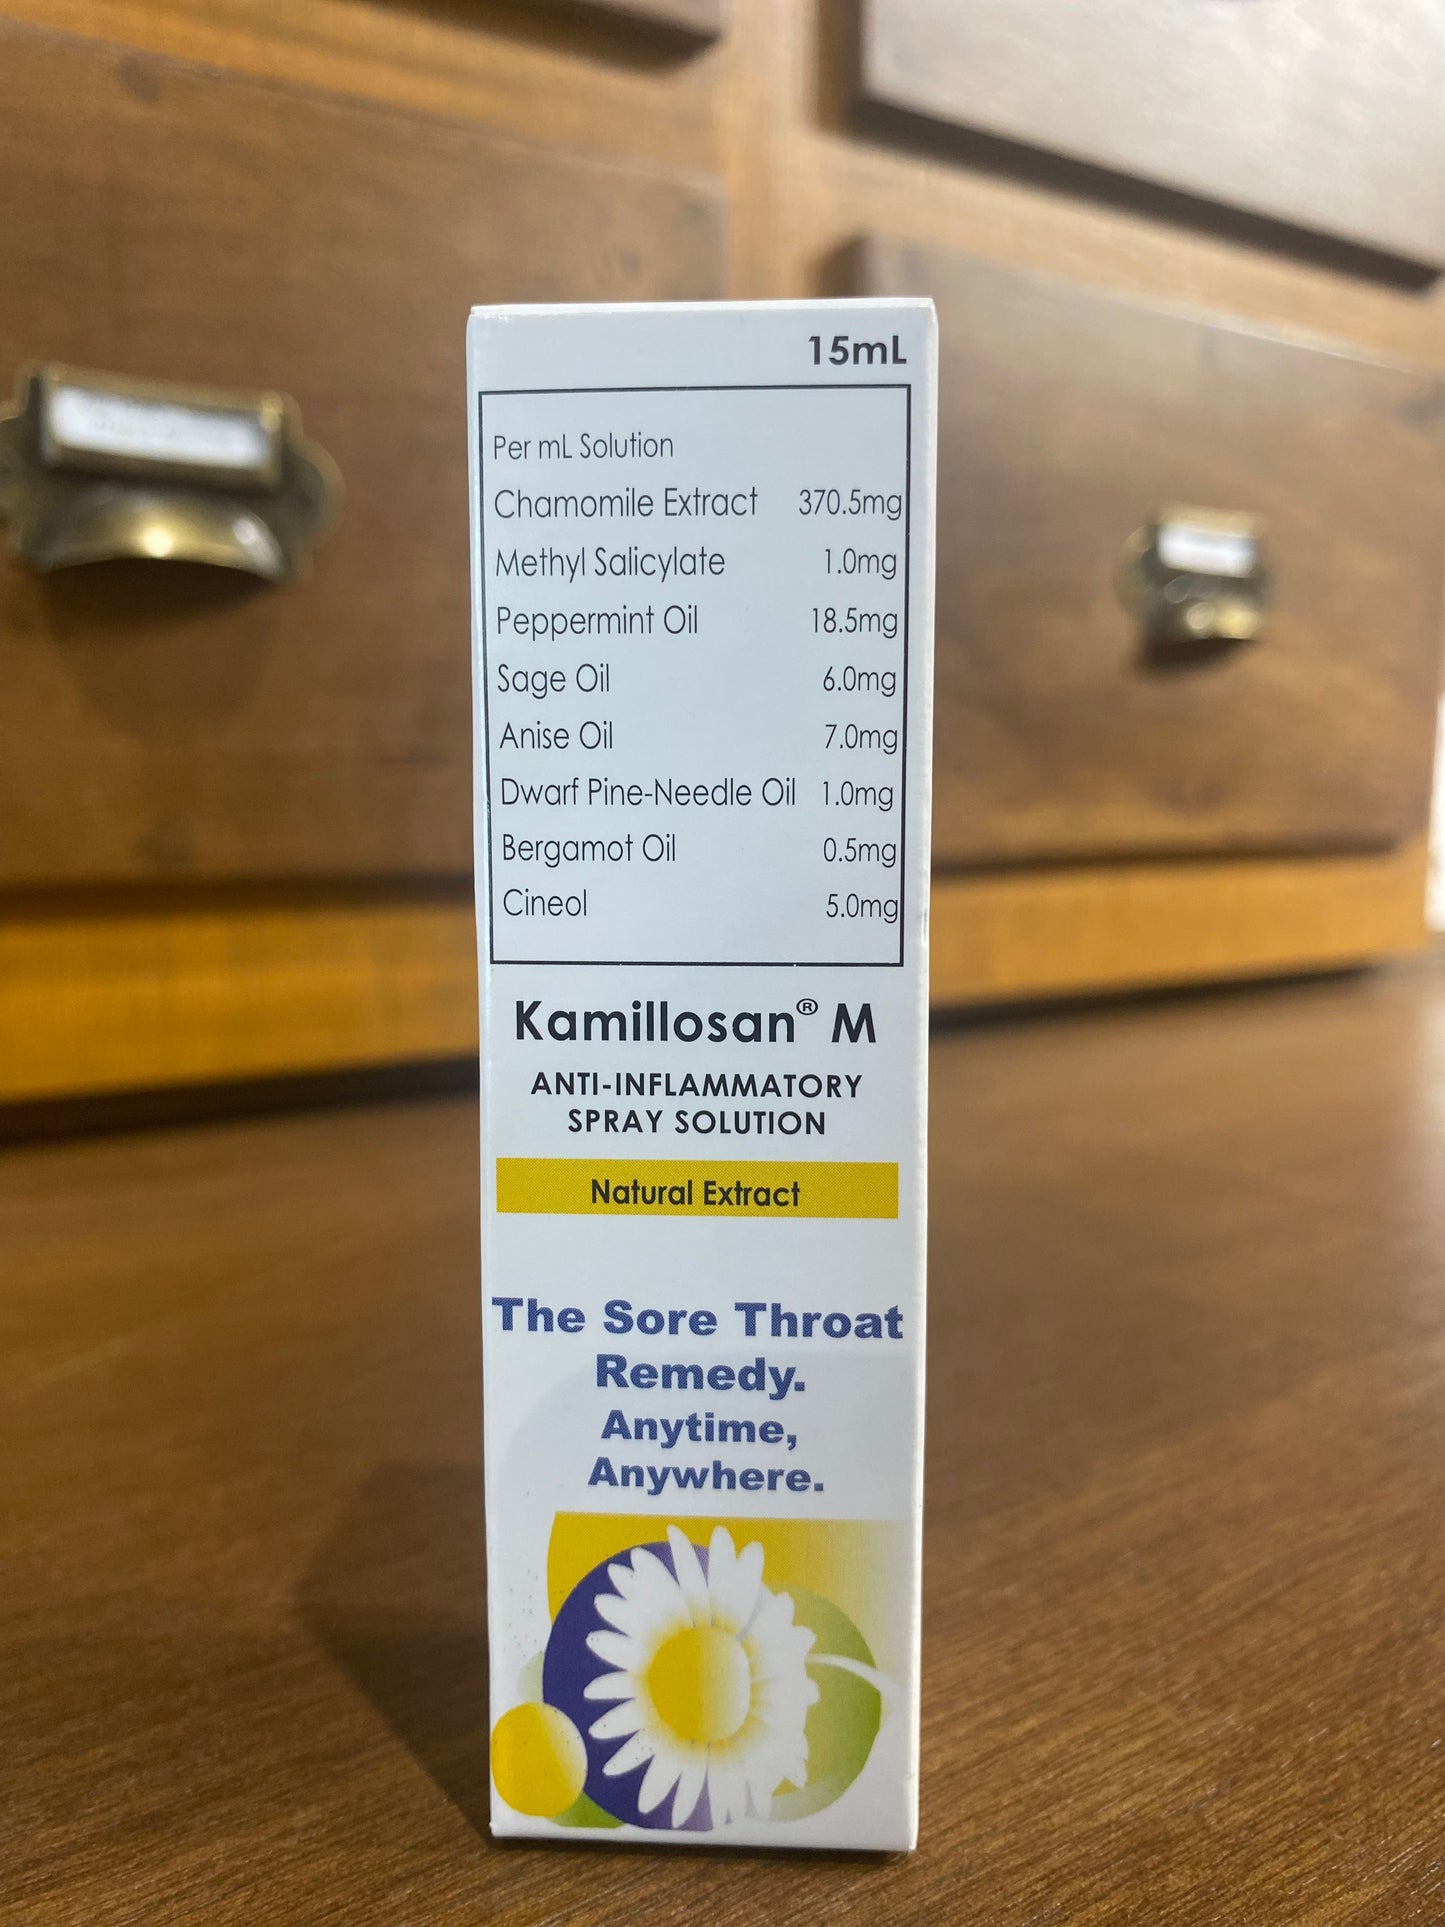 15mL
Per mL Solution
Chamomile Extract 370.5mg
Methyl Salicylate 1.0mg
Peppermint Oil 18.5mg
Sage Oil 6.0mg
Anise Oil 7.0mg
Dwarf Pine-Needle Oil 1.0mg
Bergamot Oil 0.5mg
Cineol 5.0mg
Kamillosan® M
ANTI-INFLAMMATORY
SPRAY SOLUTION
Natural Extract
The Sore Throat
Remedy.
Anytime,
Anywhere.